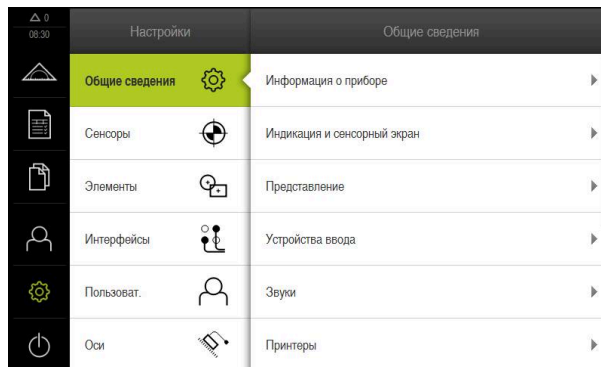 0
08:30
Настройки
Общие сведения
Общие сведения
Сенсоры
Элементы
Интерфейсы
Пользоват.
Оси
Информация о приборе
Индикация и сенсорный экран
Представление
Устройства ввода
Звуки
Принтеры